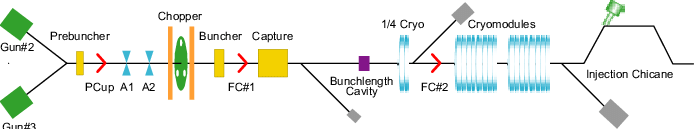 Chopper
1/4 Cryo
Cryomodules
Prebuncher
Buncher
Capture
Gun#2
Injection Chicane
Bunchlength
Cavity
PCup
A1
A2
FC#1
FC#2
Gun#3